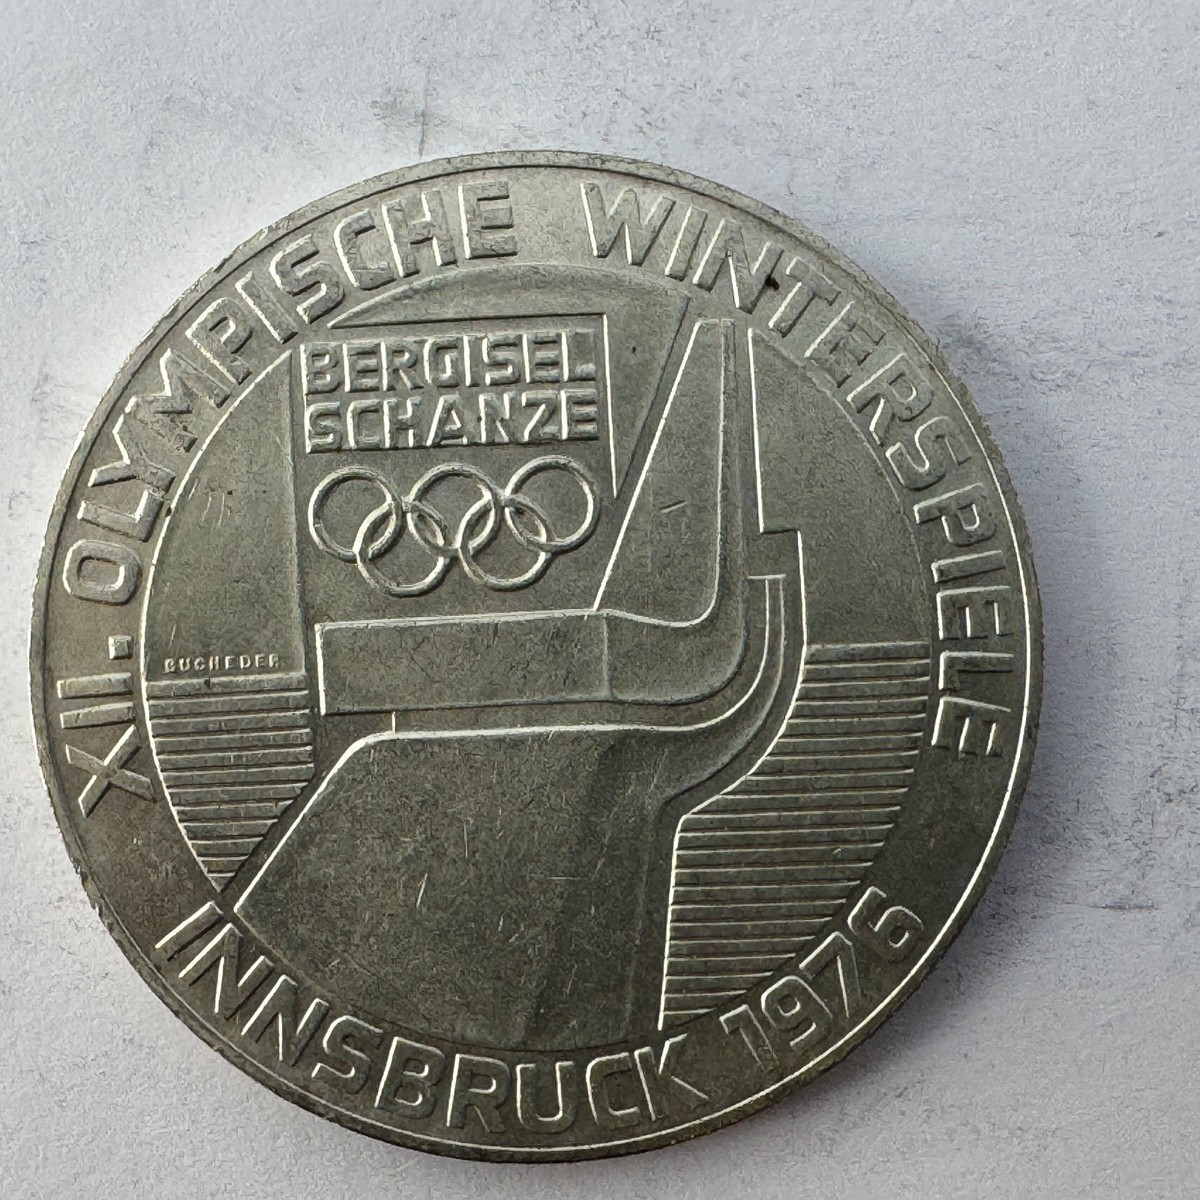 XII. OLYMPISCHE WINTERSPIELE
BERGISEL
SCHANZE
BUCHEDER
INNSBRUCK 1976